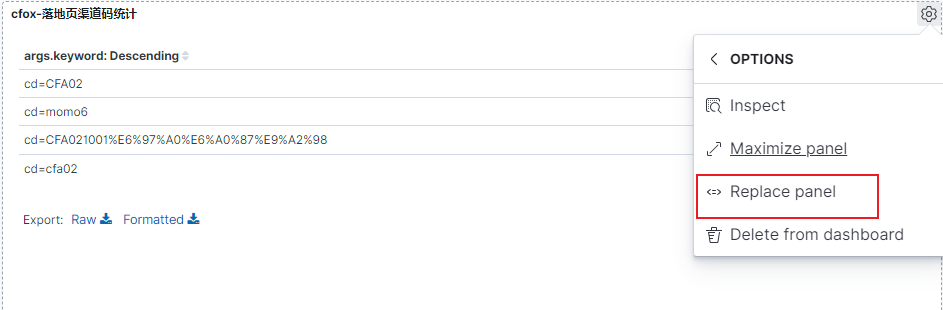 cfox-落地页渠道码统计
args.keyword: Descending
cd=CFA02
cd=momo6
cd=CFA021001%E6%97%A0%E6%A0%87%E9%A2%98
cd=cfa02
Export: Raw Formatted
OPTIONS
Inspect
Maximize panel
Replace panel
Delete from dashboard